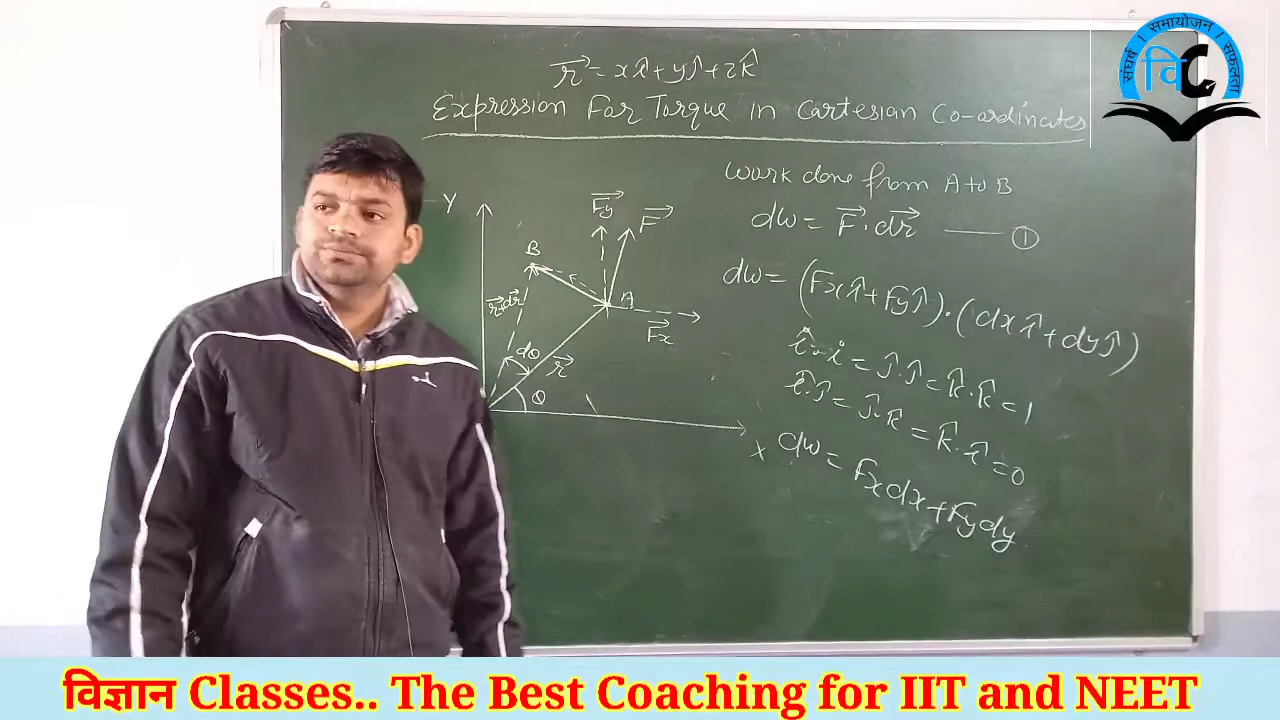 r⃗ = xî+yĵ+zk̂
Expression For Torque in Cartesian Co-ordinates
संघर्ष । समायोजन । सफलता
विC
Work done from A to B
dw = F⃗.dr⃗ —— ①
dw = (Fxî+Fyĵ).(dxî+dyĵ)
î.î = ĵ.ĵ = k̂.k̂ = 1
î.ĵ = ĵ.k̂ = k̂.î = 0
dw = Fxdx+Fydy
Y
F⃗y
F⃗
B
A
r⃗+dr⃗
F⃗x
dθ
r⃗
θ
X
विज्ञान Classes.. The Best Coaching for IIT and NEET